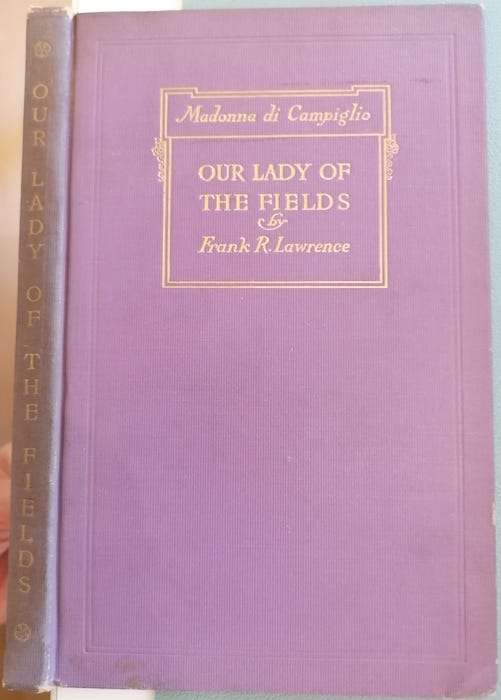 OUR LADY OF THE FIELDS
Madonna di Campiglio
OUR LADY OF
THE FIELDS
by
Frank R. Lawrence